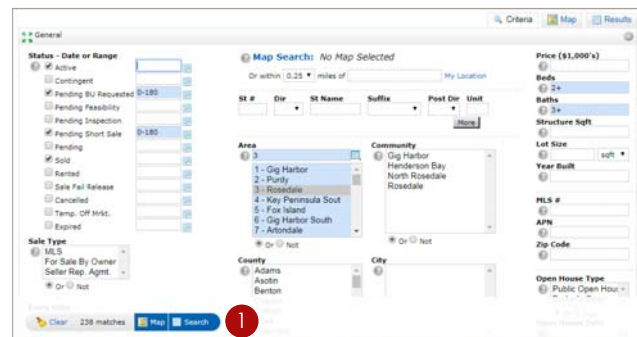 Criteria Map Results
General
Status - Date or Range
Active
Contingent
Pending BU Requested 0-180
Pending Feasibility
Pending Inspection
Pending Short Sale 0-180
Pending
Sold
Rented
Sale Fail Release
Cancelled
Temp. Off Mrkt.
Expired
Sale Type
MLS
For Sale By Owner
Seller Rep. Agmt.
Or Not
Map Search: No Map Selected
Or within 0.25 miles of My Location
St # Dir St Name Suffix Post Dir Unit
More
Area
3
1 - Gig Harbor
2 - Purdy
3 - Rosedale
4 - Key Peninsula Sout
5 - Fox Island
6 - Gig Harbor South
7 - Artondale
Or Not
Community
Gig Harbor
Henderson Bay
North Rosedale
Rosedale
Or Not
County
Adams
Asotin
Benton
City
Price ($1,000's)
Beds
2+
Baths
3+
Structure Sqft
Lot Size
sqft
Year Built
MLS #
APN
Zip Code
Open House Type
Public Open Hous
Clear 238 matches Map Search 1